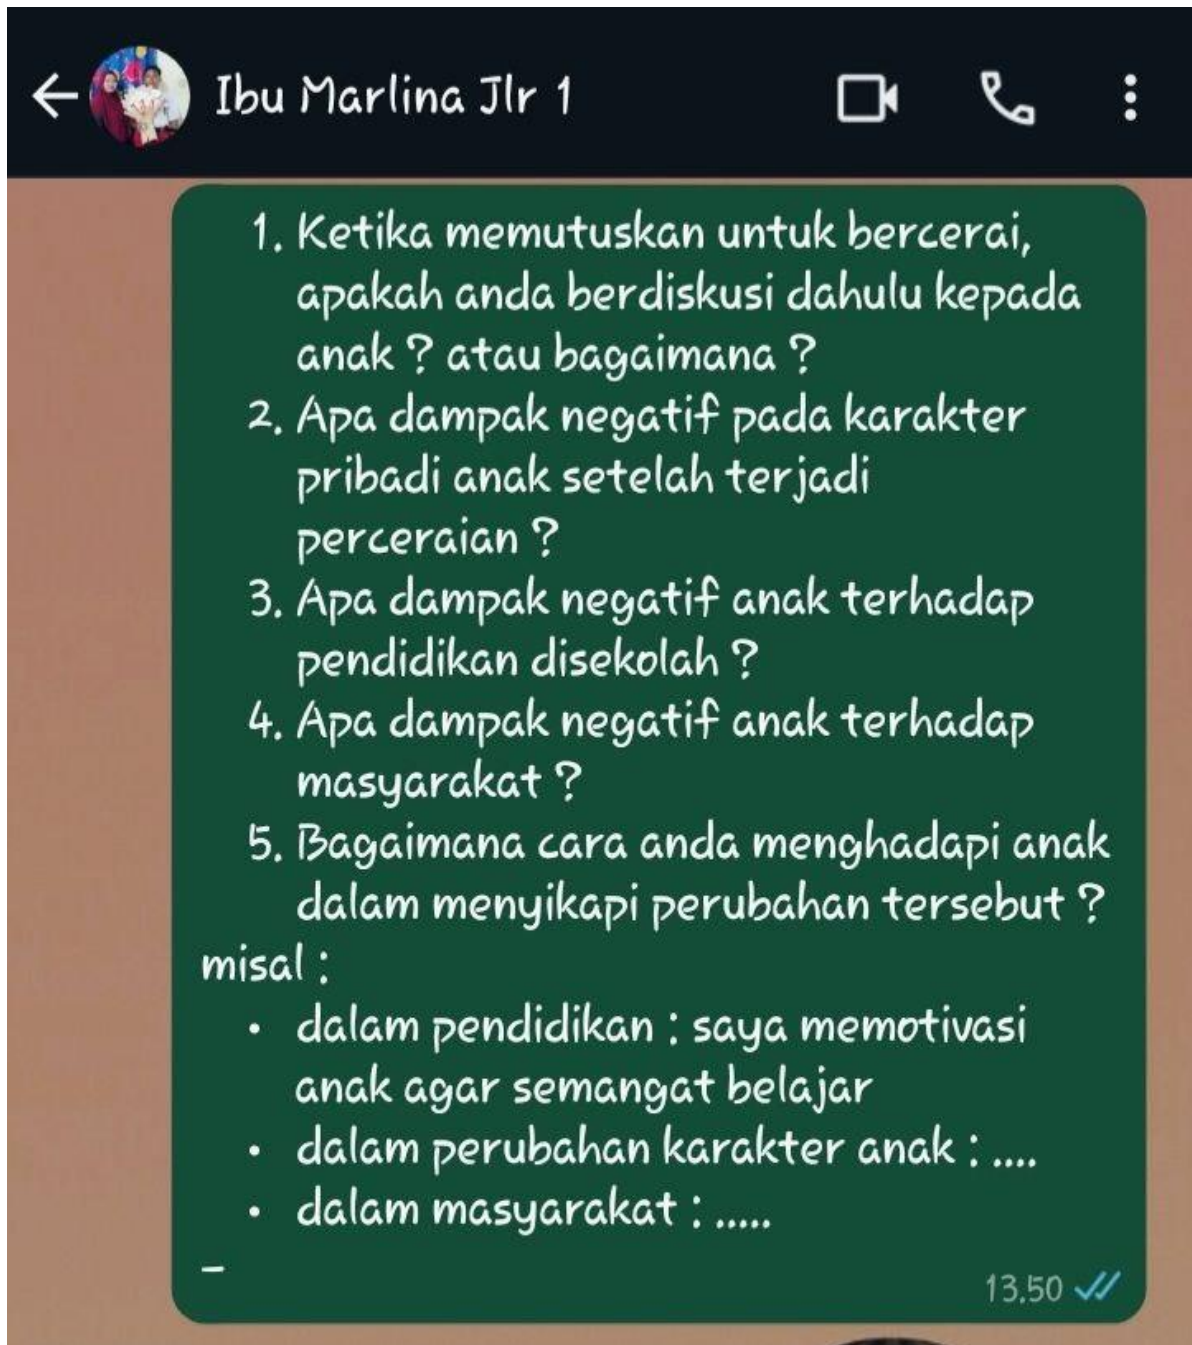 Ibu Marlina Jlr 1
1. Ketika memutuskan untuk bercerai,
apakah anda berdiskusi dahulu kepada
anak ? atau bagaimana ?
2. Apa dampak negatif pada karakter
pribadi anak setelah terjadi
perceraian ?
3. Apa dampak negatif anak terhadap
pendidikan disekolah ?
4. Apa dampak negatif anak terhadap
masyarakat ?
5. Bagaimana cara anda menghadapi anak
dalam menyikapi perubahan tersebut ?
misal :
• dalam pendidikan : saya memotivasi
anak agar semangat belajar
• dalam perubahan karakter anak : ....
• dalam masyarakat : .....
–
13.50